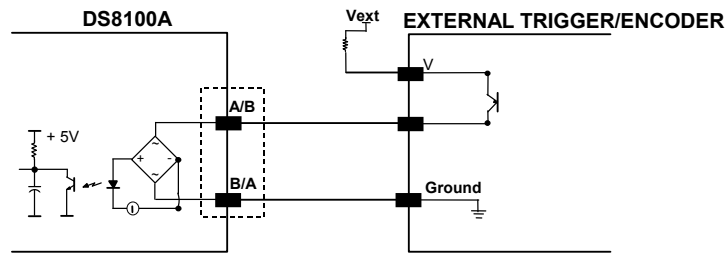 DS8100A
Vext
EXTERNAL TRIGGER/ENCODER
V
A/B
+ 5V
+
-
~
~
B/A
I
Ground